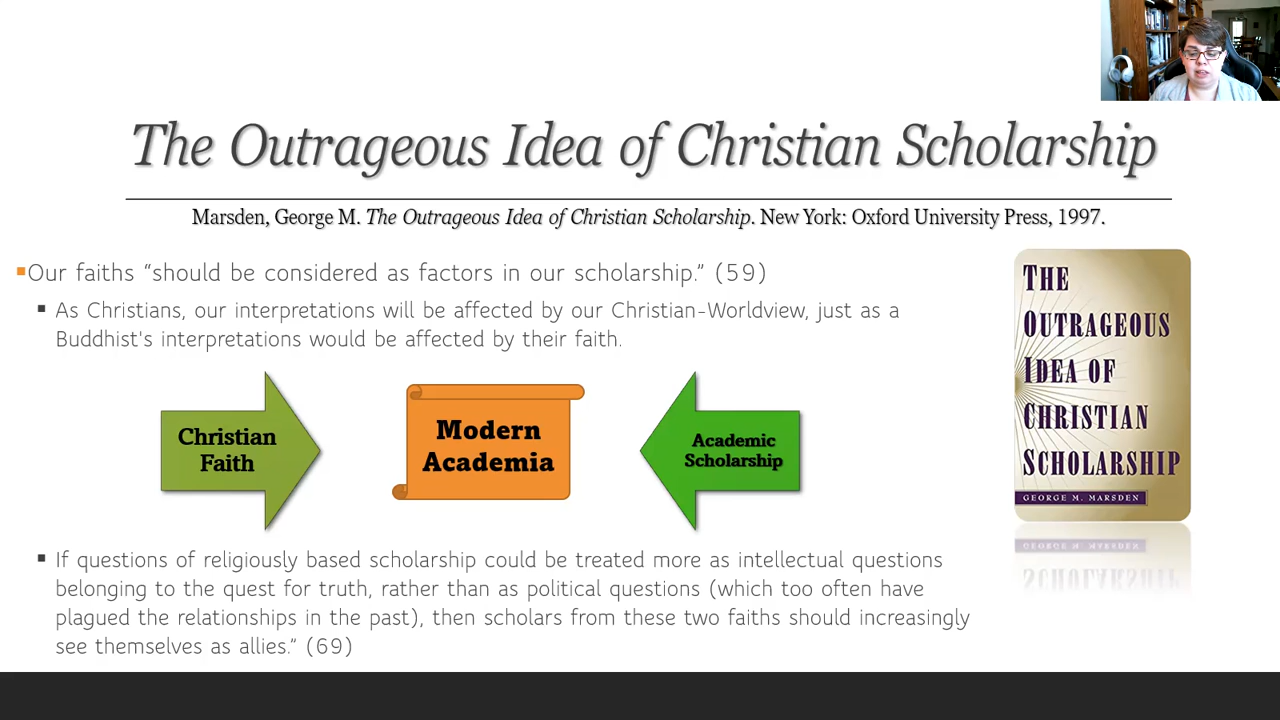 The Outrageous Idea of Christian Scholarship
Marsden, George M. The Outrageous Idea of Christian Scholarship. New York: Oxford University Press, 1997.
Our faiths “should be considered as factors in our scholarship.” (59)
As Christians, our interpretations will be affected by our Christian-Worldview, just as a
Buddhist's interpretations would be affected by their faith.
Christian
Faith
Modern
Academia
Academic
Scholarship
If questions of religiously based scholarship could be treated more as intellectual questions
belonging to the quest for truth, rather than as political questions (which too often have
plagued the relationships in the past), then scholars from these two faiths should increasingly
see themselves as allies.” (69)
THE
OUTRAGEOUS
IDEA OF
CHRISTIAN
SCHOLARSHIP
GEORGE M. MARSDEN